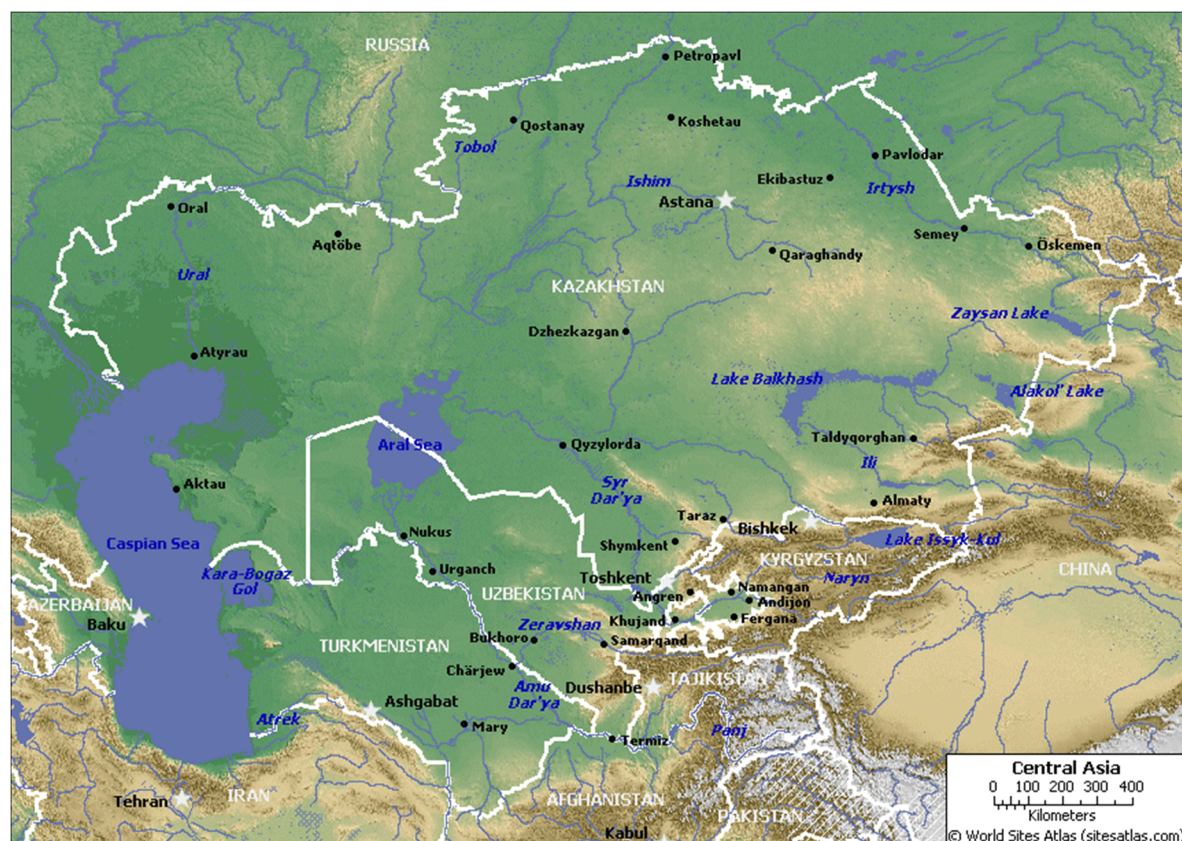 RUSSIA
Petropavl
Qostanay
Koshetau
Tobol
Pavlodar
Ekibastuz
Ishim
Irtysh
Astana
Oral
Aqtöbe
Semey
Öskemen
Qaraghandy
Ural
KAZAKHSTAN
Zaysan Lake
Dzhezkazgan
Atyrau
Lake Balkhash
Alakol' Lake
Aral Sea
Qyzylorda
Taldyqorghan
Ili
Syr
Dar'ya
Aktau
Almaty
Taraz
Bishkek
Nukus
Lake Issyk-Kul
Caspian Sea
Shymkent
KYRGYZSTAN
Kara-Bogaz
Gol
Urganch
Toshkent
Naryn
CHINA
Angren
Namangan
UZBEKISTAN
Andijon
AZERBAIJAN
Baku
Khujand
Fergana
Zeravshan
Bukhoro
Samarqand
TURKMENISTAN
Chärjew
TAJIKISTAN
Dushanbe
Amu
Dar'ya
Ashgabat
Atrek
Mary
Panj
Termiz
Central Asia
0 100 200 300 400
Kilometers
© World Sites Atlas (sitesatlas.com)
Tehran
IRAN
AFGHANISTAN
PAKISTAN
Kabul